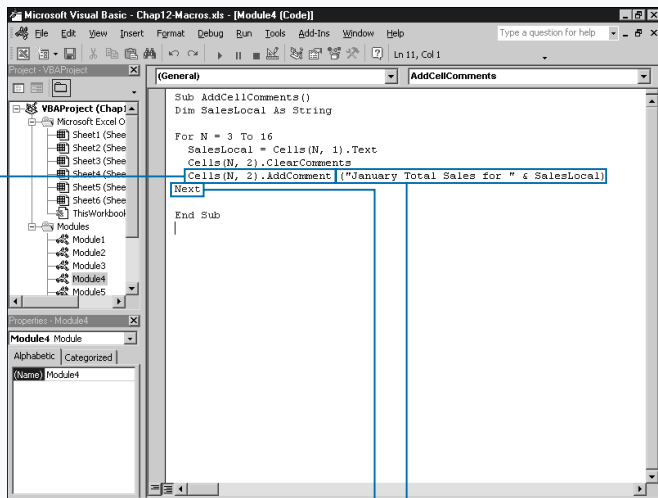 Microsoft Visual Basic - Chap12-Macros.xls - [Module4 (Code)]
File Edit View Insert Format Debug Run Tools Add-Ins Window Help
Type a question for help
Ln 11, Col 1
Project - VBAProject
(General)
AddCellComments
VBAProject (Chap1
Microsoft Excel O
Sheet1 (Shee
Sheet2 (Shee
Sheet3 (Shee
Sheet4 (Shee
Sheet5 (Shee
Sheet6 (Shee
ThisWorkbook
Modules
Module1
Module2
Module3
Module4
Module5
Properties - Module4
Module4 Module
Alphabetic Categorized
(Name) Module4
Sub AddCellComments()
Dim SalesLocal As String
For N = 3 To 16
SalesLocal = Cells(N, 1).Text
Cells(N, 2).ClearComments
Cells(N, 2).AddComment ("January Total Sales for " & SalesLocal)
Next
End Sub